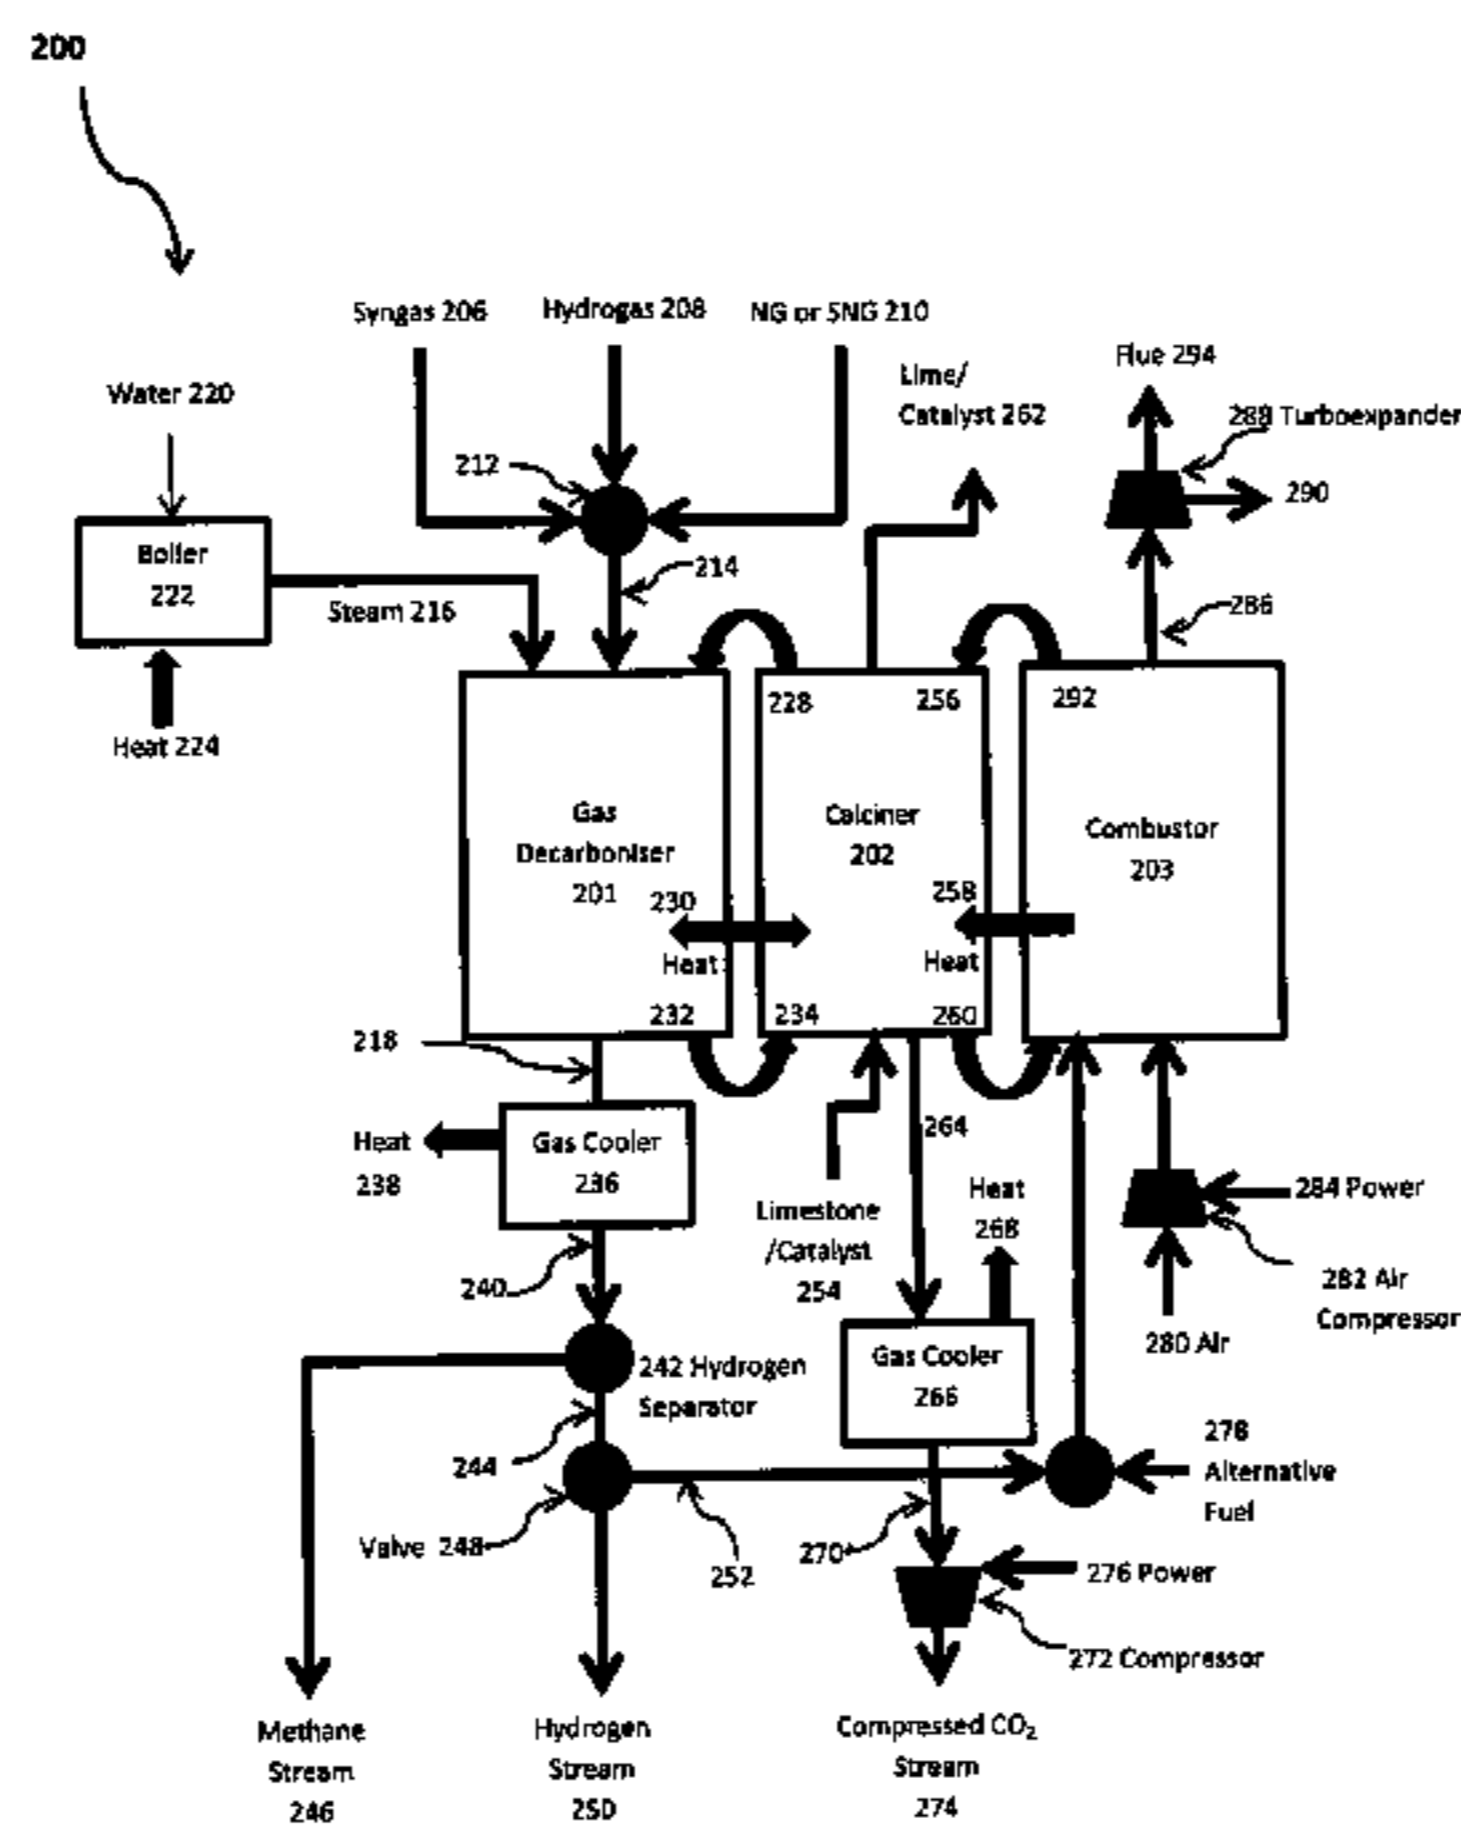 200
Syngas 206
Hydrogas 208
NG or SNG 210
Flue 294
Lime/
Catalyst 262
Water 220
288 Turboexpander
212
290
Boiler
222
214
Steam 216
286
228
256
292
Heat 224
Gas
Decarboniser
201
Calciner
202
Combustor
203
230
258
Heat
Heat
232
234
260
218
264
Heat
238
Gas Cooler
236
Heat
268
284 Power
Limestone
/Catalyst
254
240
282 Air
Compressor
280 Air
Gas Cooler
266
242 Hydrogen
Separator
278
Alternative
Fuel
244
Valve 248
270
252
276 Power
272 Compressor
Methane
Stream
246
Hydrogen
Stream
250
Compressed CO₂
Stream
274